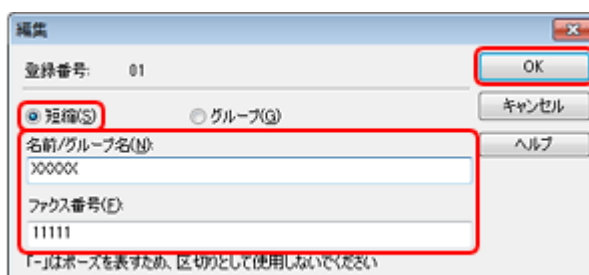 編集
登録番号: 01
OK
短縮(S)
グループ(G)
キャンセル
名前/グループ名(N):
ヘルプ
XXXXX
ファクス番号(F):
11111
「-」はポーズを表すため、区切りとして使用しないでください